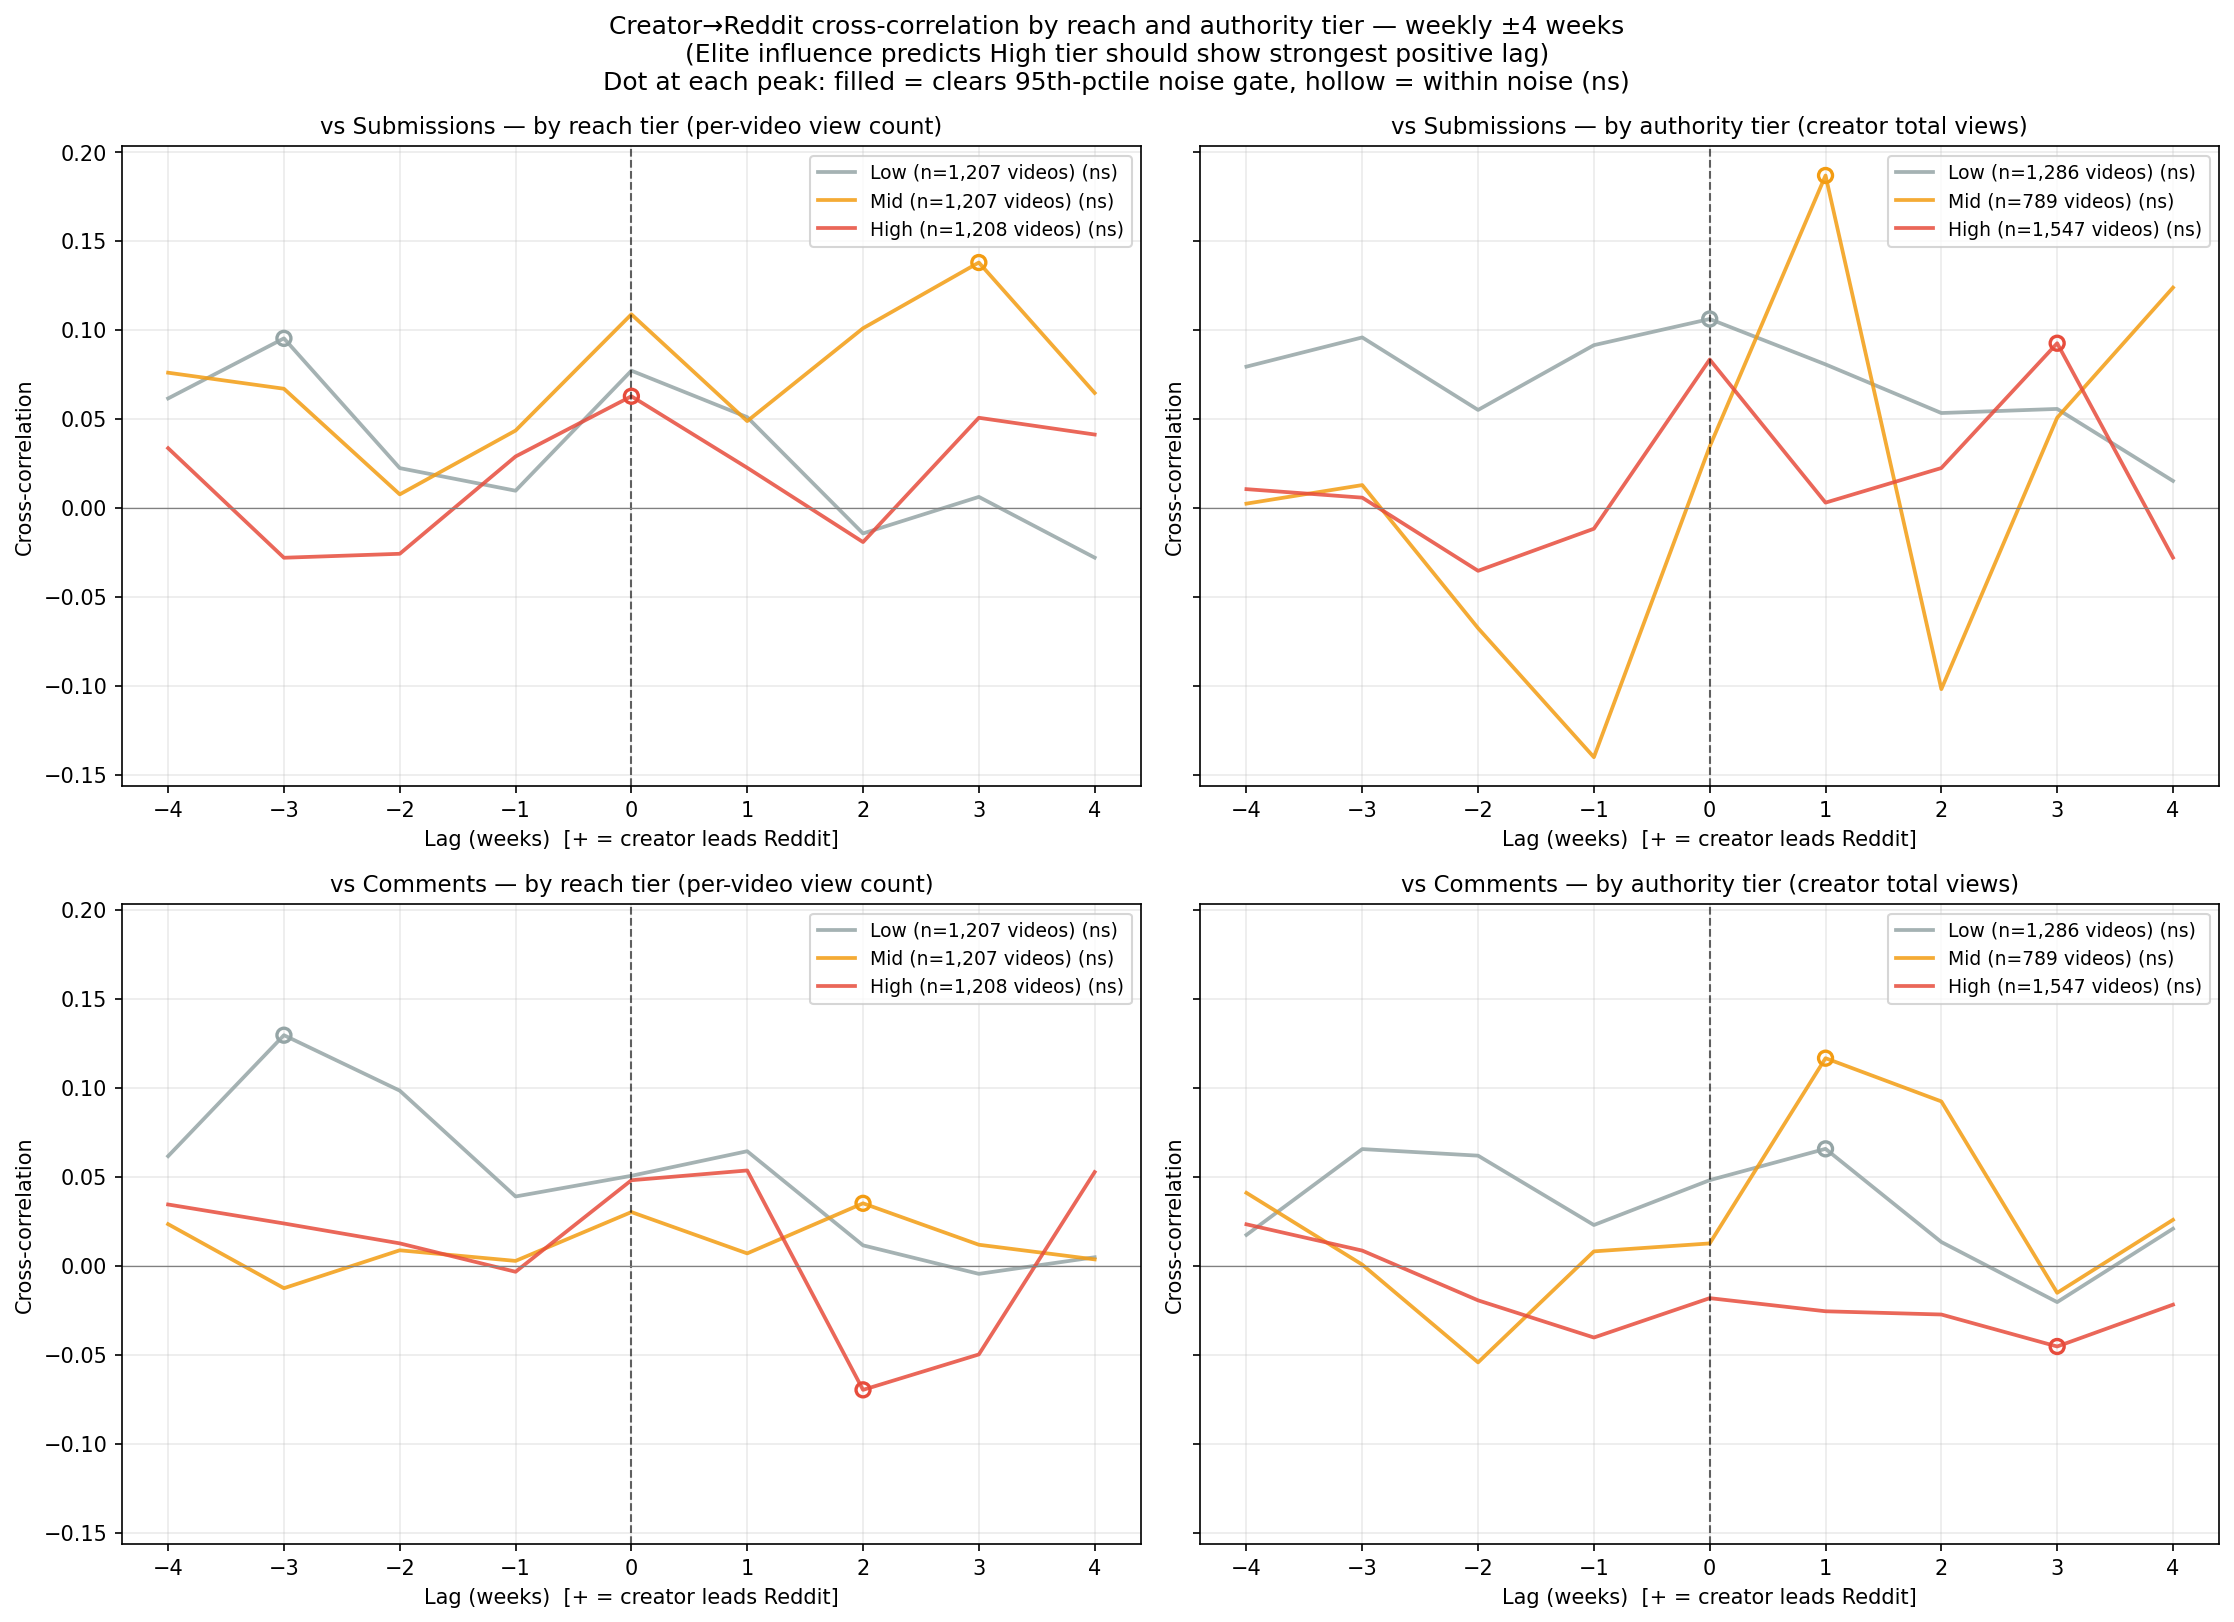 Creator→Reddit cross-correlation by reach and authority tier — weekly ±4 weeks
(Elite influence predicts High tier should show strongest positive lag)
Dot at each peak: filled = clears 95th-pctile noise gate, hollow = within noise (ns)
vs Submissions — by reach tier (per-video view count)
Low (n=1,207 videos) (ns)
Mid (n=1,207 videos) (ns)
High (n=1,208 videos) (ns)
Cross-correlation
0.20
0.15
0.10
0.05
0.00
−0.05
−0.10
−0.15
−4 −3 −2 −1 0 1 2 3 4
Lag (weeks)  [+ = creator leads Reddit]
vs Submissions — by authority tier (creator total views)
Low (n=1,286 videos) (ns)
Mid (n=789 videos) (ns)
High (n=1,547 videos) (ns)
Cross-correlation
−4 −3 −2 −1 0 1 2 3 4
Lag (weeks)  [+ = creator leads Reddit]
vs Comments — by reach tier (per-video view count)
Low (n=1,207 videos) (ns)
Mid (n=1,207 videos) (ns)
High (n=1,208 videos) (ns)
Cross-correlation
0.20
0.15
0.10
0.05
0.00
−0.05
−0.10
−0.15
−4 −3 −2 −1 0 1 2 3 4
Lag (weeks)  [+ = creator leads Reddit]
vs Comments — by authority tier (creator total views)
Low (n=1,286 videos) (ns)
Mid (n=789 videos) (ns)
High (n=1,547 videos) (ns)
Cross-correlation
−4 −3 −2 −1 0 1 2 3 4
Lag (weeks)  [+ = creator leads Reddit]